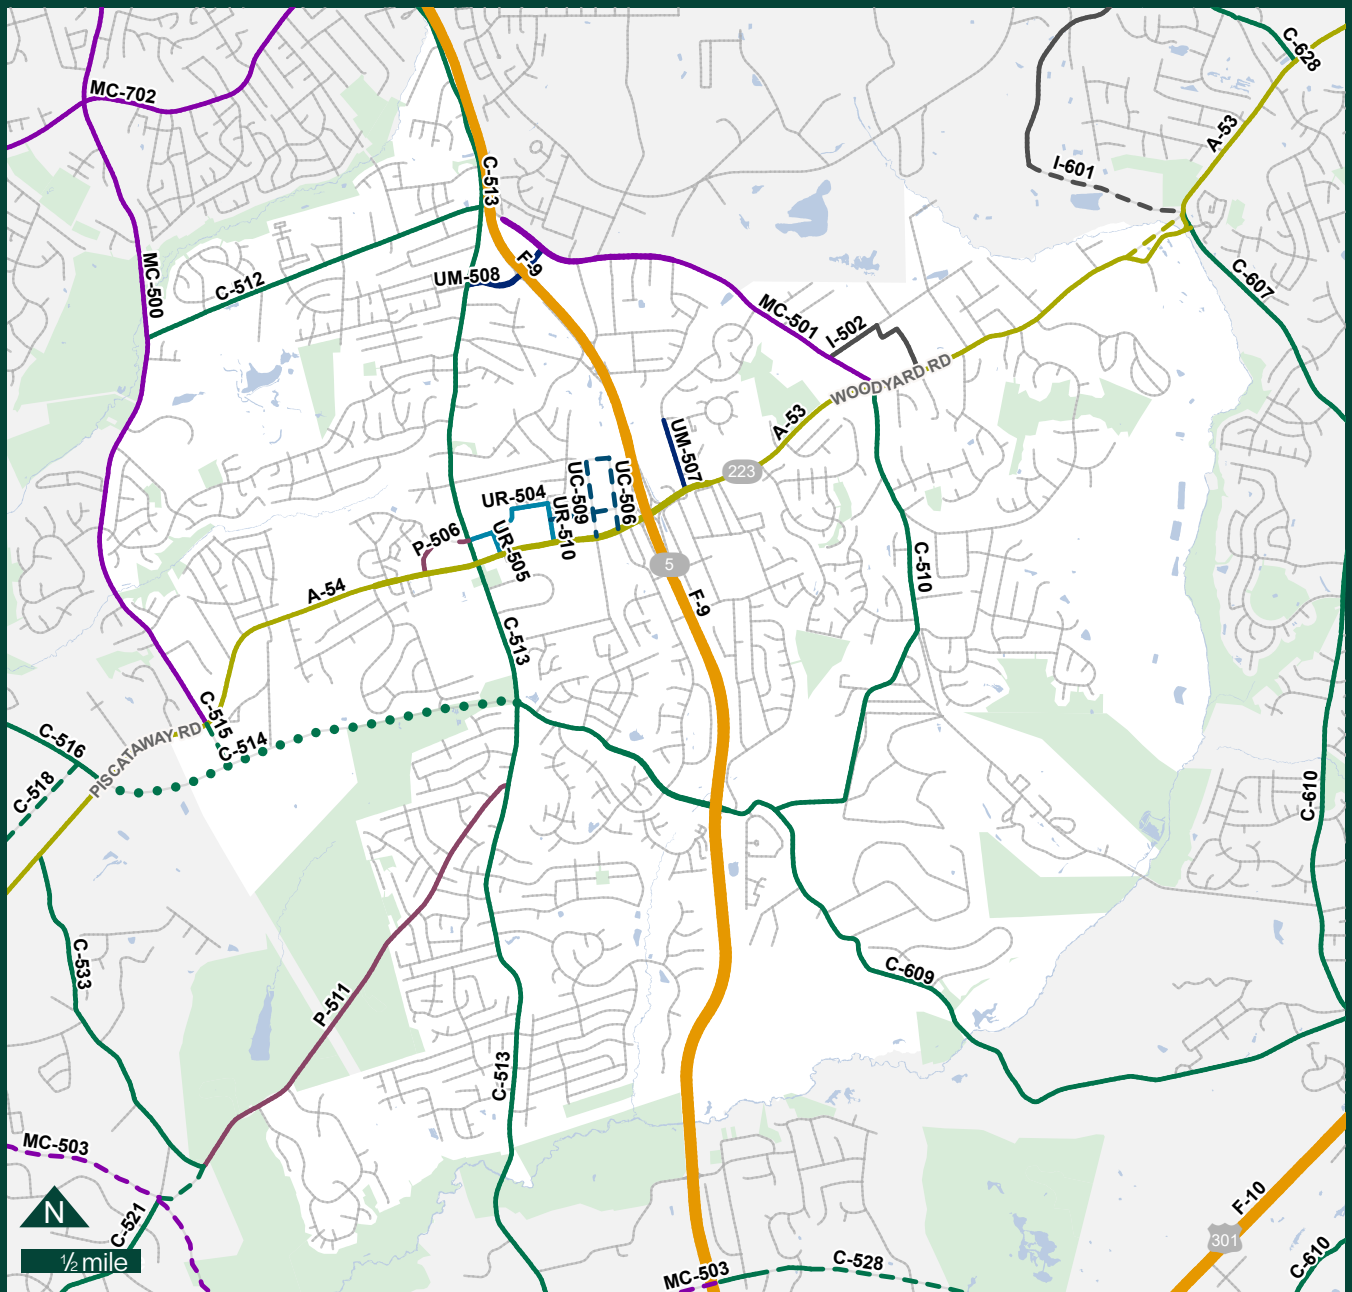 C-628
MC-702
A-53
C-513
I-601
MC-500
F-9
UM-508
C-512
C-607
MC-501
I-502
WOODYARD RD
A-53
UM-507
223
UC-509
UC-506
UR-504
UR-510
P-506
UR-505
C-510
5
A-54
F-9
C-513
C-515
C-516
PISCATAWAY RD
C-514
C-518
C-610
C-533
C-609
P-511
C-513
MC-503
N
C-521
F-10
301
½ mile
C-528
C-610
MC-503